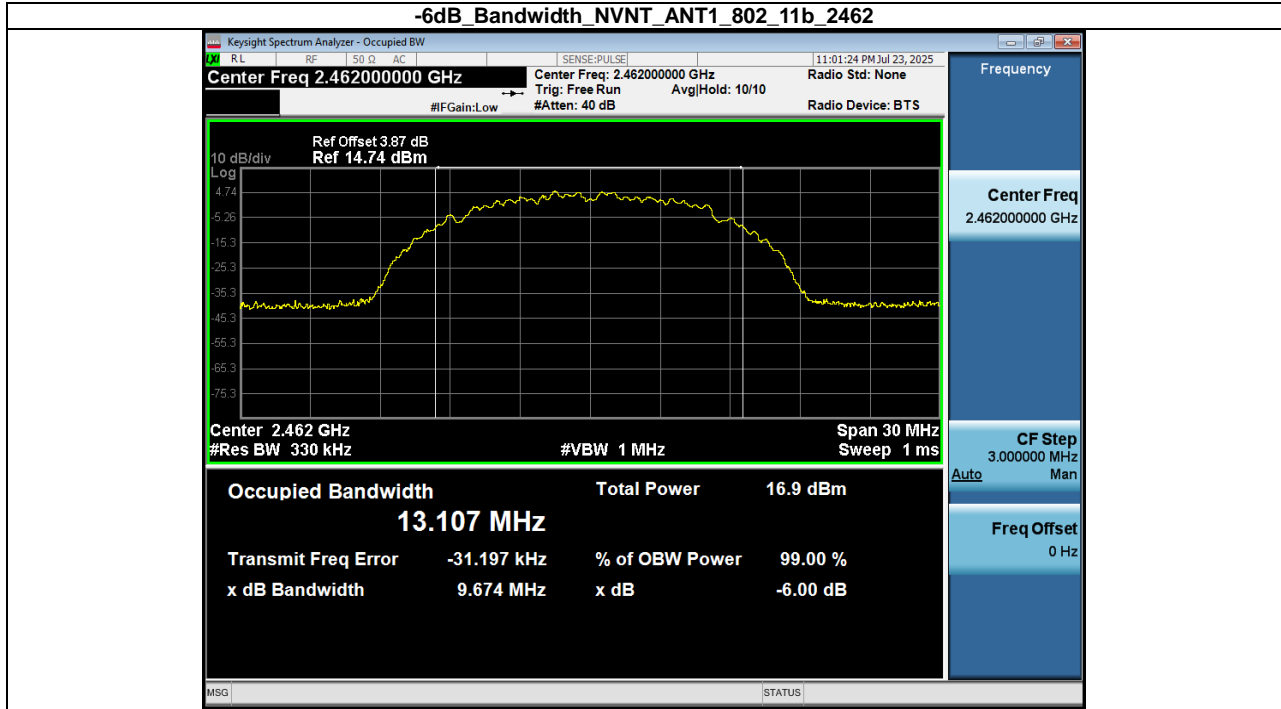 -6dB_Bandwidth_NVNT_ANT1_802_11b_2462
Keysight Spectrum Analyzer - Occupied BW
LXI RL RF 50 Ω AC SENSE:PULSE 11:01:24 PM Jul 23, 2025
Center Freq 2.462000000 GHz Center Freq: 2.462000000 GHz Radio Std: None
Trig: Free Run Avg|Hold: 10/10
#IFGain:Low #Atten: 40 dB Radio Device: BTS
Frequency
Ref Offset 3.87 dB
10 dB/div Ref 14.74 dBm
Log
4.74
-5.26
-15.3
-25.3
-35.3
-45.3
-55.3
-65.3
-75.3
Center 2.462 GHz Span 30 MHz
#Res BW 330 kHz #VBW 1 MHz Sweep 1 ms
Center Freq
2.462000000 GHz
CF Step
3.000000 MHz
Auto Man
Freq Offset
0 Hz
Occupied Bandwidth Total Power 16.9 dBm
13.107 MHz
Transmit Freq Error -31.197 kHz % of OBW Power 99.00 %
x dB Bandwidth 9.674 MHz x dB -6.00 dB
MSG STATUS